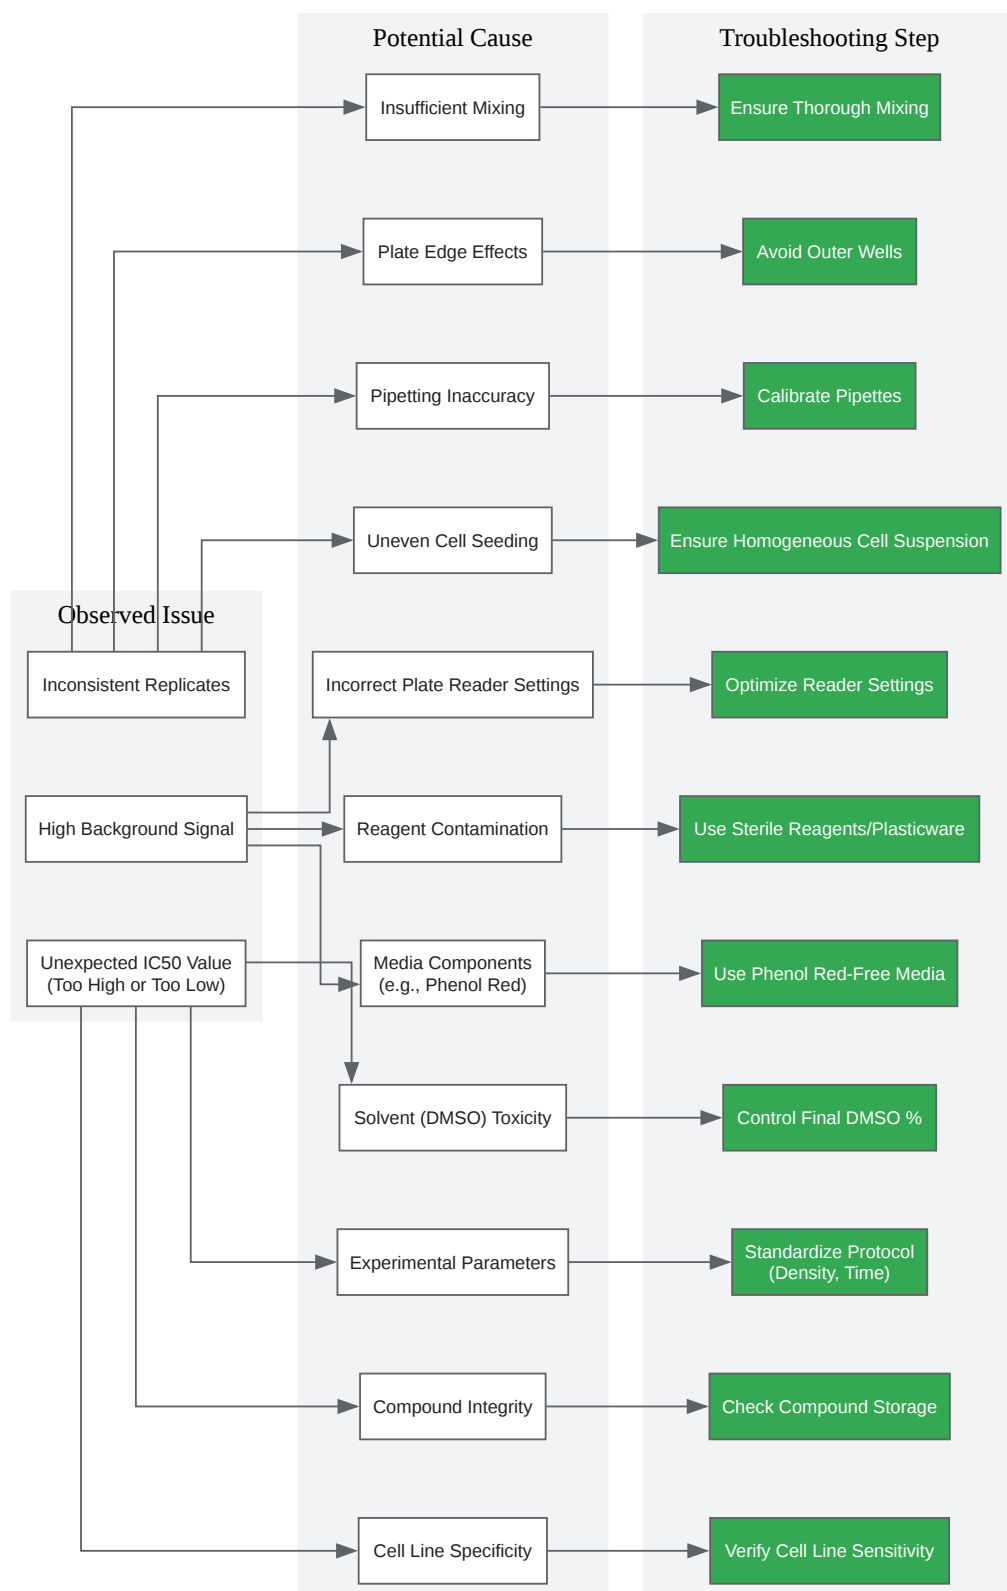 Potential Cause
Troubleshooting Step
Insufficient Mixing
Ensure Thorough Mixing
Plate Edge Effects
Avoid Outer Wells
Pipetting Inaccuracy
Calibrate Pipettes
Uneven Cell Seeding
Ensure Homogeneous Cell Suspension
Observed Issue
Inconsistent Replicates
Incorrect Plate Reader Settings
Optimize Reader Settings
High Background Signal
Reagent Contamination
Use Sterile Reagents/Plasticware
Unexpected IC50 Value
(Too High or Too Low)
Media Components
(e.g., Phenol Red)
Use Phenol Red-Free Media
Solvent (DMSO) Toxicity
Control Final DMSO %
Experimental Parameters
Standardize Protocol
(Density, Time)
Compound Integrity
Check Compound Storage
Cell Line Specificity
Verify Cell Line Sensitivity